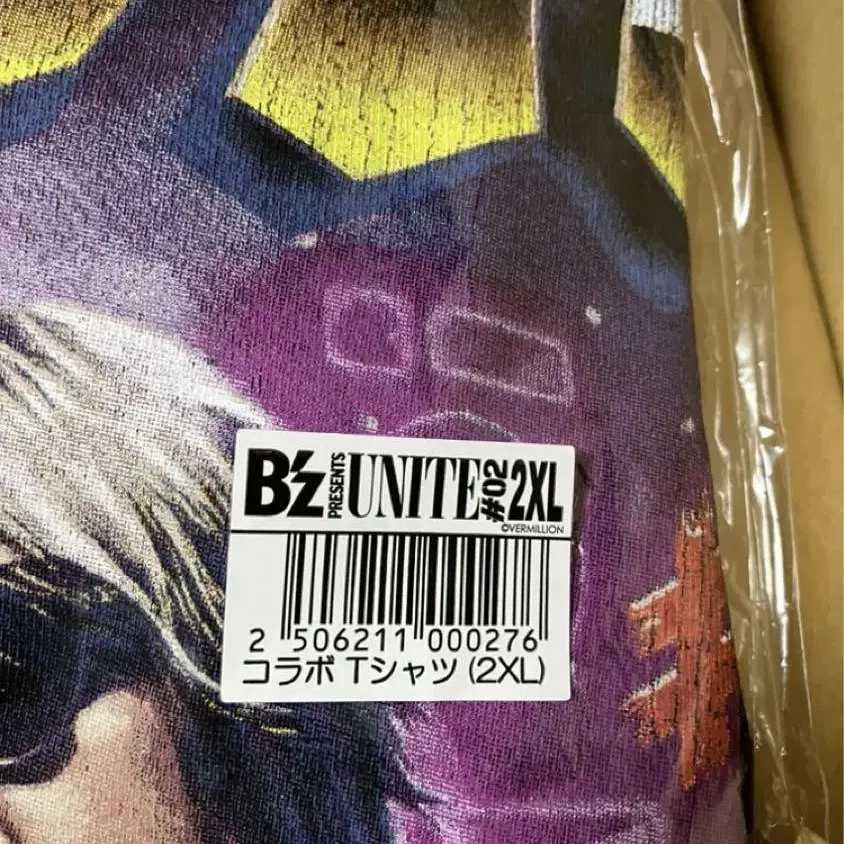 B'z PRESENTS UNITE #02 2XL
©VERMILLION
2 506211 000276
コラボ Tシャツ (2XL)